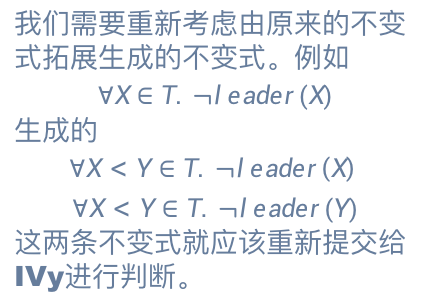 我们需要重新考虑由原来的不变
式拓展生成的不变式。例如
∀X ∈ T. ¬leader (X)
生成的
∀X < Y ∈ T. ¬leader (X)
∀X < Y ∈ T. ¬leader (Y)
这两条不变式就应该重新提交给
IVy进行判断。